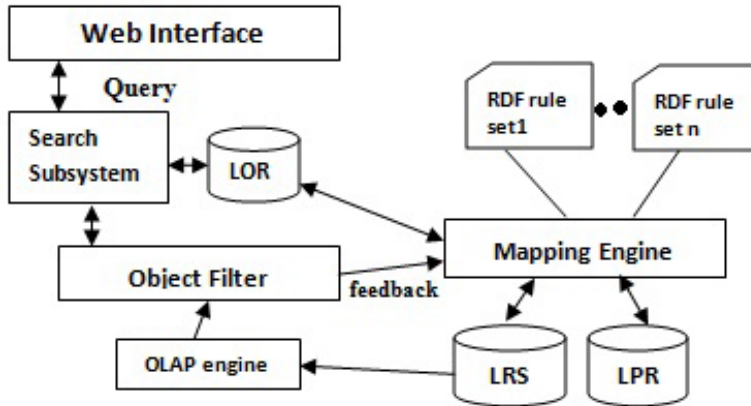 Web Interface
Query
Search
Subsystem
LOR
RDF rule
set1
RDF rule
set n
Mapping Engine
Object Filter
feedback
OLAP engine
LRS
LPR